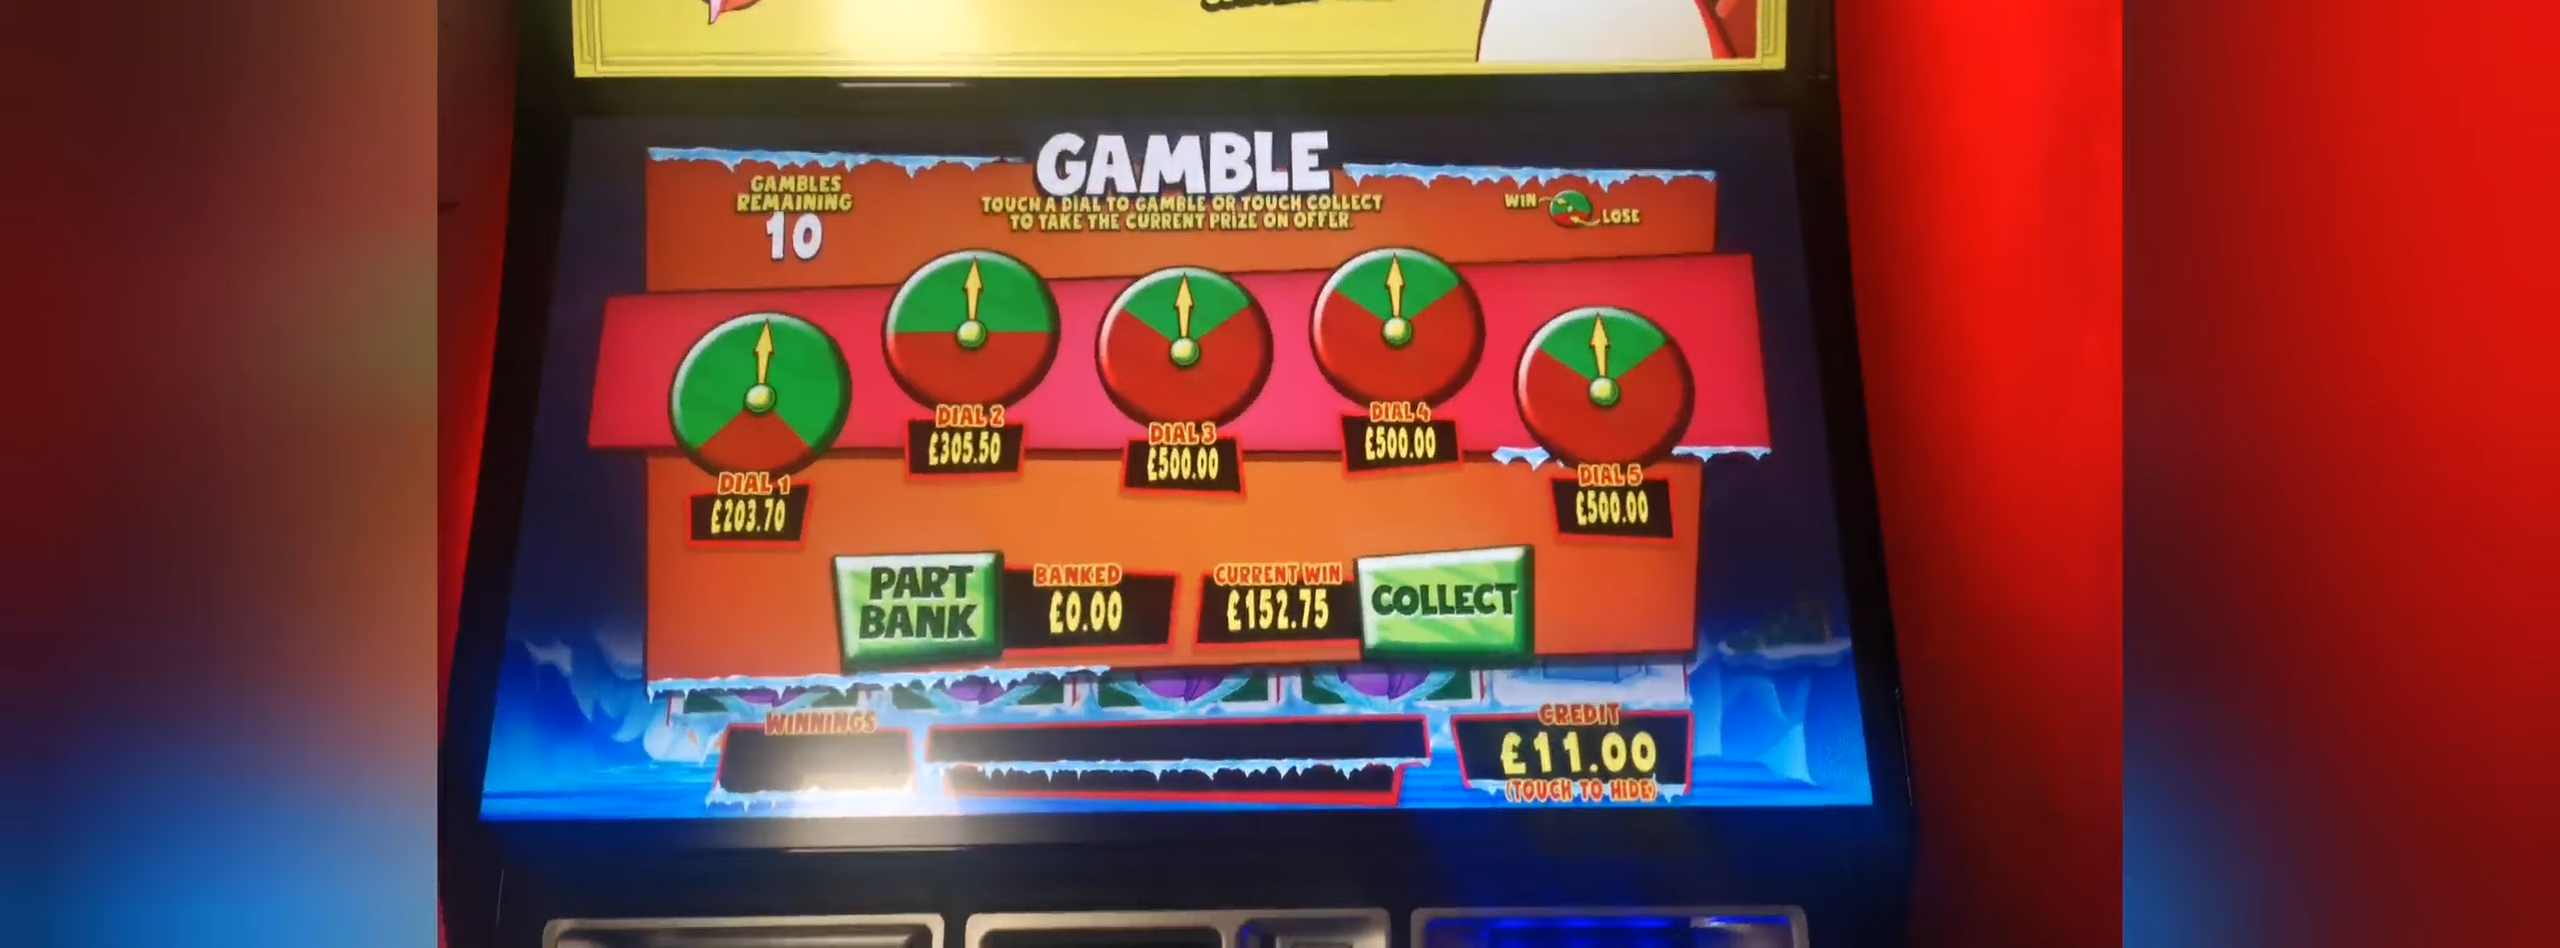 GAMBLE
GAMBLES
REMAINING
10
TOUCH A DIAL TO GAMBLE OR TOUCH COLLECT
TO TAKE THE CURRENT PRIZE ON OFFER.
WIN
LOSE
DIAL 1
£203.70
DIAL 2
£305.50
DIAL 3
£500.00
DIAL 4
£500.00
DIAL 5
£500.00
PART
BANK
BANKED
£0.00
CURRENT WIN
£152.75
COLLECT
WINNINGS
CREDIT
£11.00
(TOUCH TO HIDE)